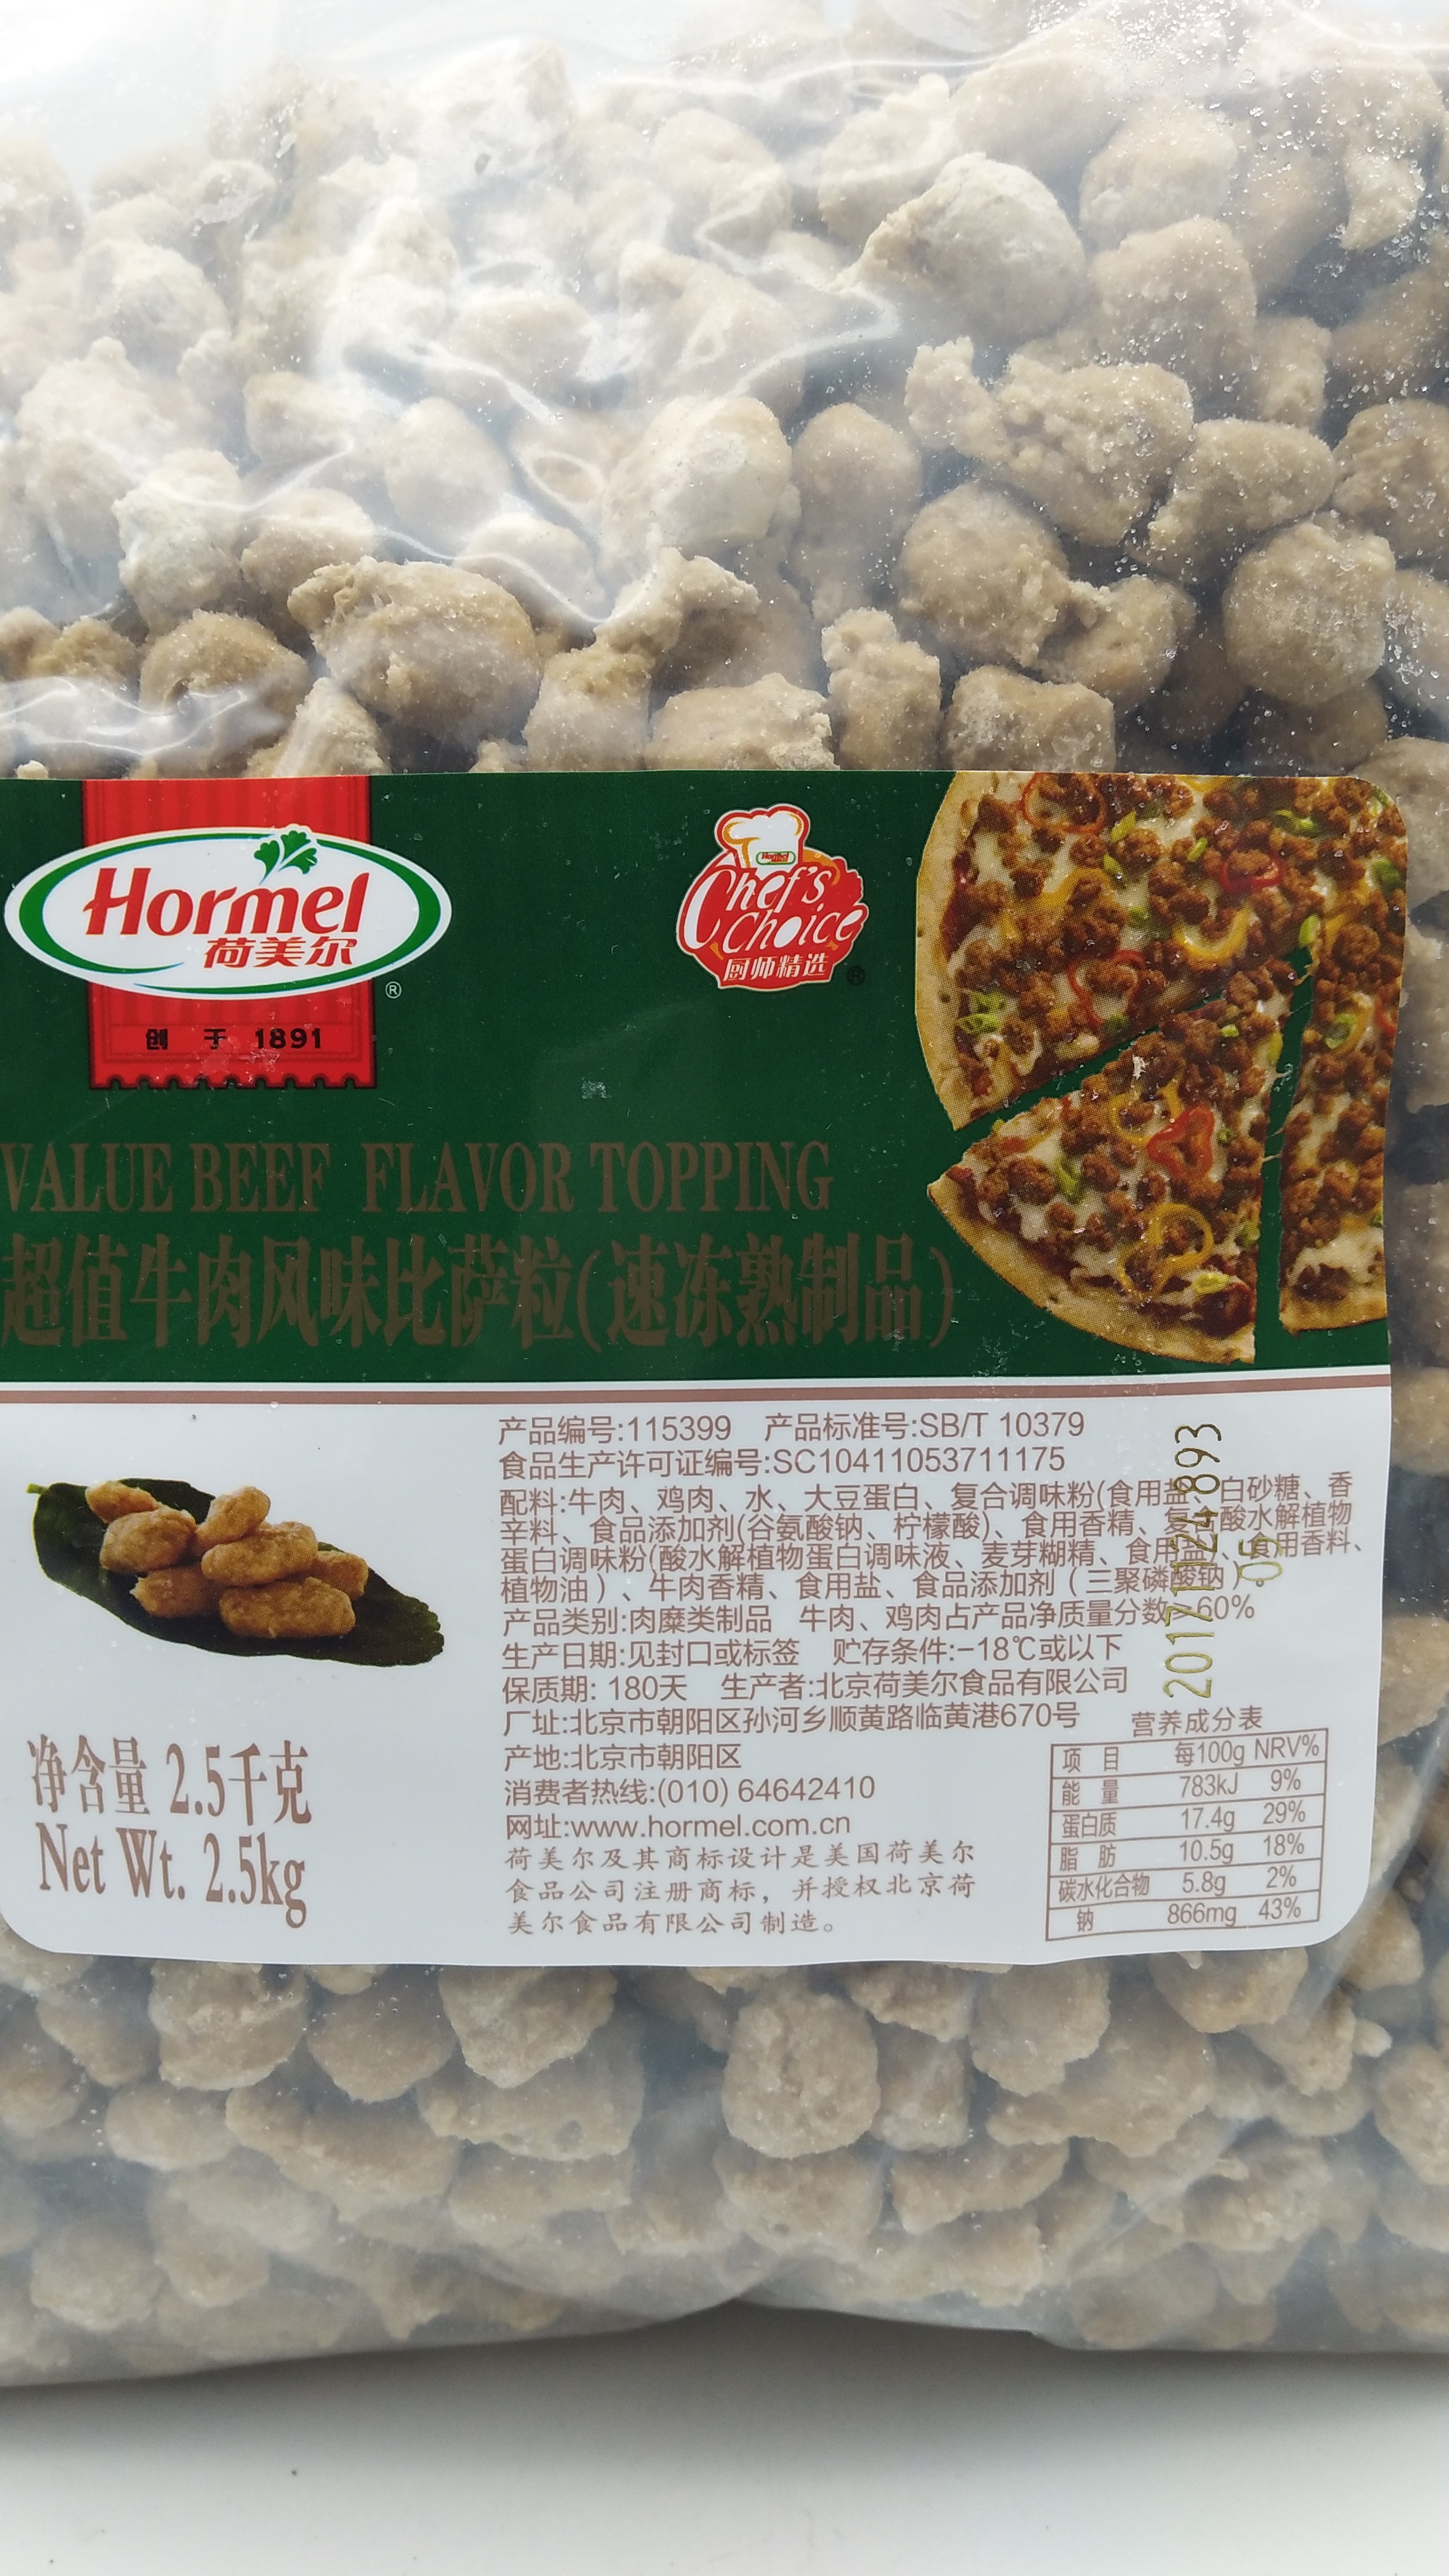 Hormel
荷美尔
®
创 于 1891
Hormel
Chef's
Choice
厨师精选
®
VALUE BEEF FLAVOR TOPPING
超值牛肉风味比萨粒(速冻熟制品)
产品编号:115399 产品标准号:SB/T 10379
食品生产许可证编号:SC10411053711175
配料:牛肉、鸡肉、水、大豆蛋白、复合调味粉(食用盐、白砂糖、香
辛料、食品添加剂(谷氨酸钠、柠檬酸)、食用香精、复合酸水解植物
蛋白调味粉(酸水解植物蛋白调味液、麦芽糊精、食用盐)、食用香料、
植物油)、牛肉香精、食用盐、食品添加剂(三聚磷酸钠)。
产品类别:肉糜类制品 牛肉、鸡肉占产品净质量分数 60%
生产日期:见封口或标签 贮存条件:-18℃或以下
保质期: 180天 生产者:北京荷美尔食品有限公司
厂址:北京市朝阳区孙河乡顺黄路临黄港670号
产地:北京市朝阳区
消费者热线:(010) 64642410
网址:www.hormel.com.cn
荷美尔及其商标设计是美国荷美尔
食品公司注册商标，并授权北京荷
美尔食品有限公司制造。
20171124893
05
营养成分表
项 目 每100g NRV%
能 量 783kJ 9%
蛋白质 17.4g 29%
脂 肪 10.5g 18%
碳水化合物 5.8g 2%
钠 866mg 43%
净含量 2.5千克
Net Wt. 2.5kg